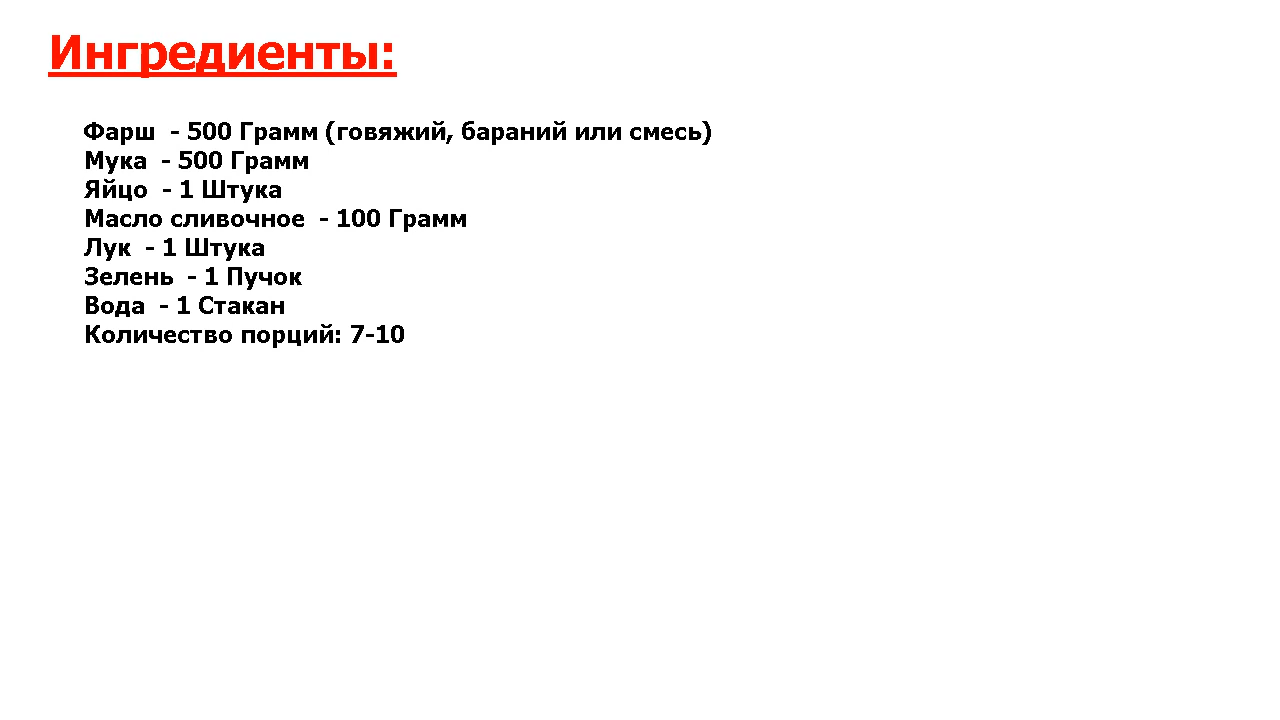 Ингредиенты:
Фарш  - 500 Грамм (говяжий, бараний или смесь)
Мука  - 500 Грамм
Яйцо  - 1 Штука
Масло сливочное  - 100 Грамм
Лук  - 1 Штука
Зелень  - 1 Пучок
Вода  - 1 Стакан
Количество порций: 7-10